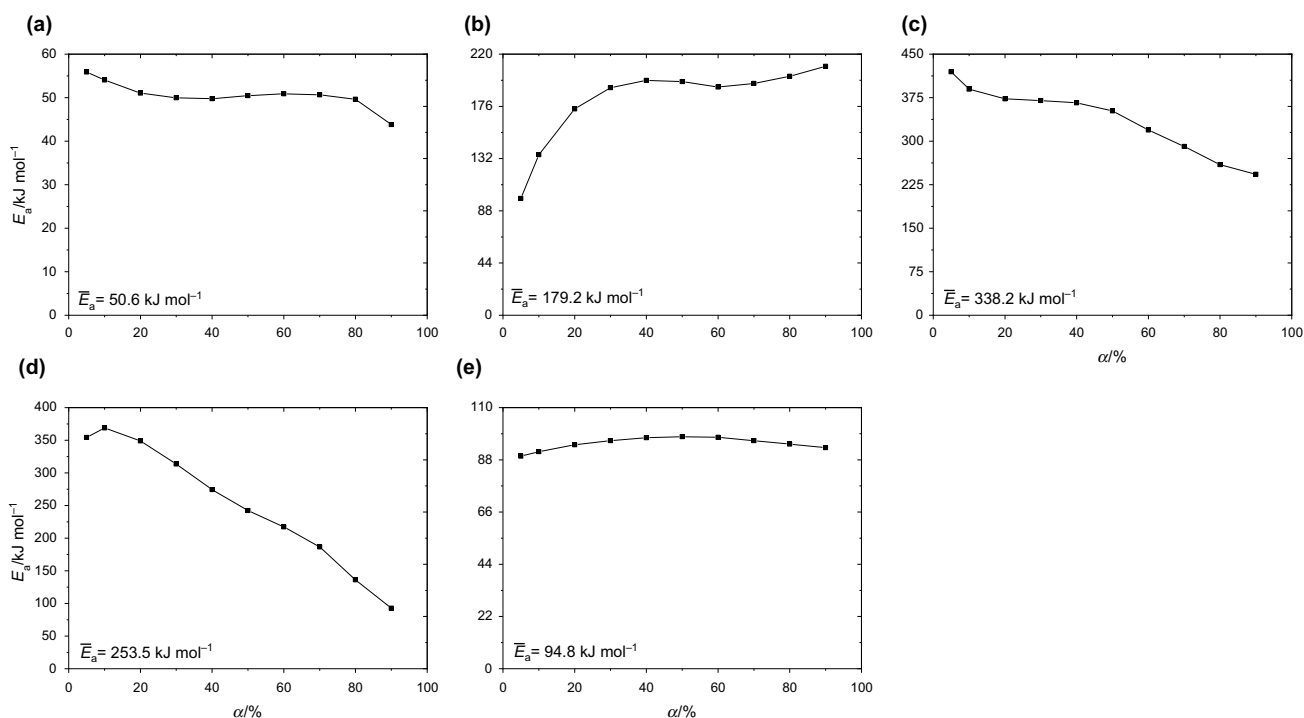 (a)
60
50
40
30
20
10
0
Ea/kJ mol–1
E̅a= 50.6 kJ mol–1
0 20 40 60 80 100
(b)
220
176
132
88
44
0
E̅a= 179.2 kJ mol–1
0 20 40 60 80 100
(c)
450
375
300
225
150
75
0
E̅a= 338.2 kJ mol–1
0 20 40 60 80 100
α/%
(d)
400
350
300
250
200
150
100
50
0
Ea/kJ mol–1
E̅a= 253.5 kJ mol–1
0 20 40 60 80 100
α/%
(e)
110
88
66
44
22
0
E̅a= 94.8 kJ mol–1
0 20 40 60 80 100
α/%